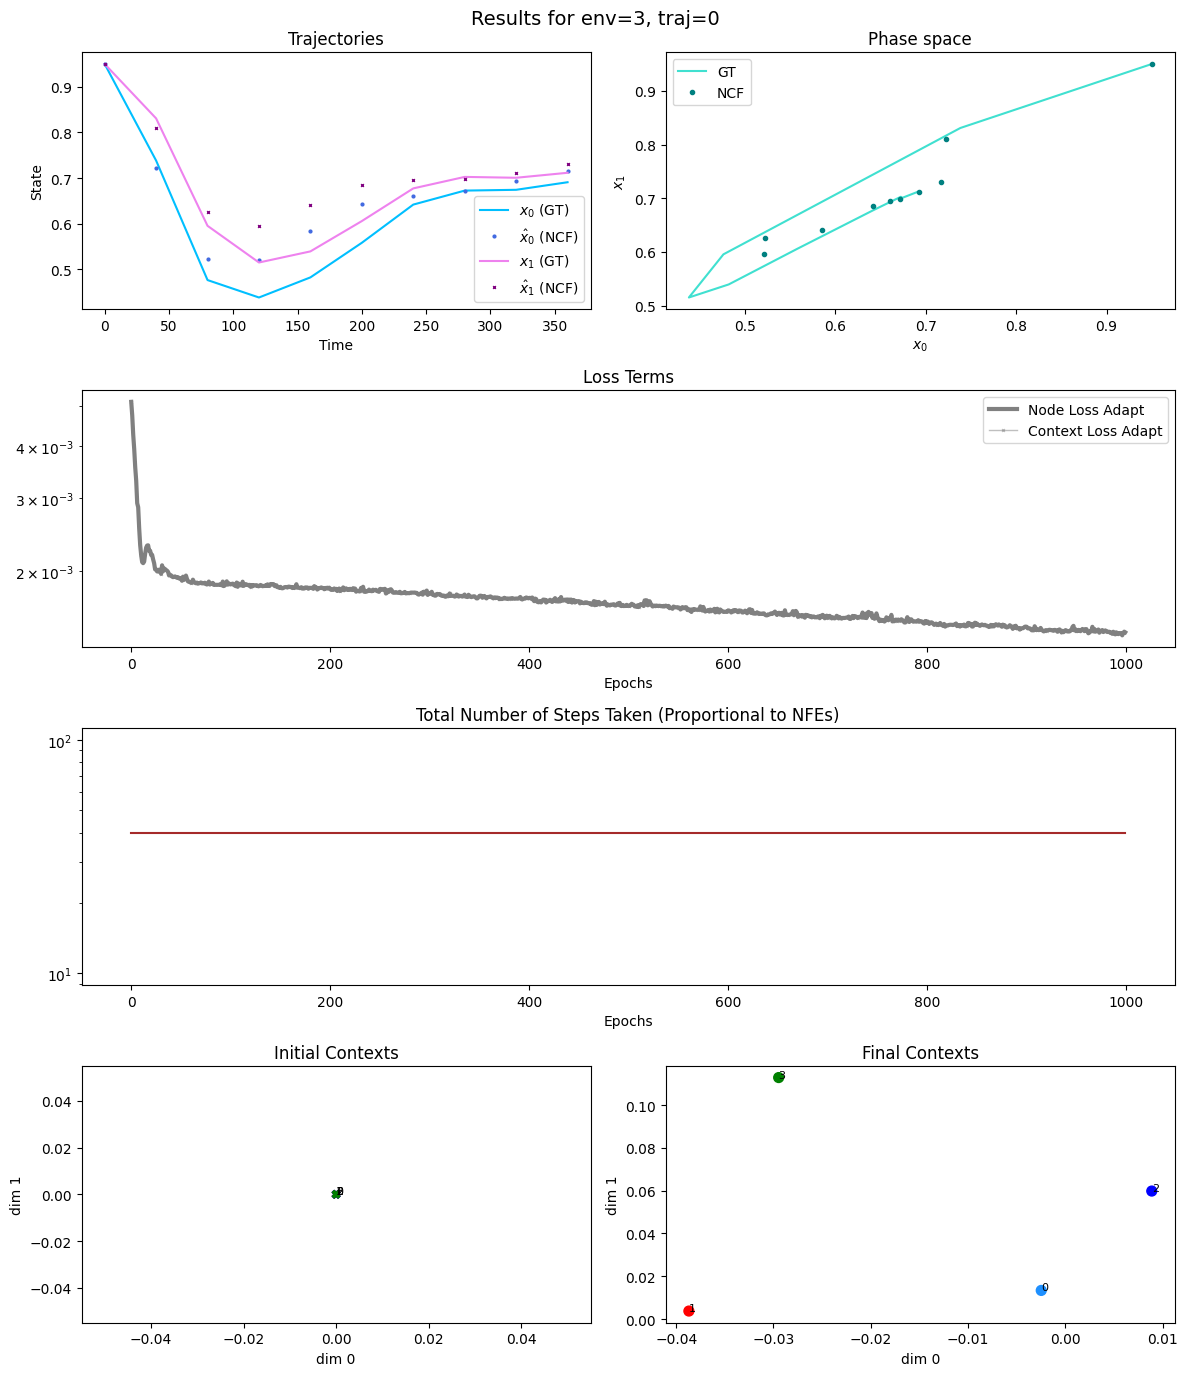 Results for env=3, traj=0
Trajectories
Phase space
State
0.9
0.8
0.7
0.6
0.5
x₀ (GT)
x̂₀ (NCF)
x₁ (GT)
x̂₁ (NCF)
0 50 100 150 200 250 300 350
Time
x₁
0.9
0.8
0.7
0.6
0.5
GT
NCF
0.5 0.6 0.7 0.8 0.9
x₀
Loss Terms
4 × 10⁻³
3 × 10⁻³
2 × 10⁻³
Node Loss Adapt
Context Loss Adapt
0 200 400 600 800 1000
Epochs
Total Number of Steps Taken (Proportional to NFEs)
10²
10¹
0 200 400 600 800 1000
Epochs
Initial Contexts
Final Contexts
dim 1
0.04
0.02
0.00
−0.02
−0.04
−0.04 −0.02 0.00 0.02 0.04
dim 0
dim 1
0.10
0.08
0.06
0.04
0.02
0.00
3
2
0
1
−0.04 −0.03 −0.02 −0.01 0.00 0.01
dim 0